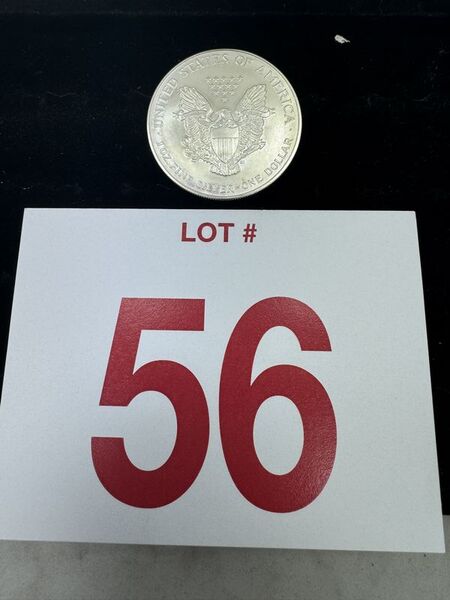 UNITED STATES OF AMERICA
1 OZ. FINE SILVER~ONE DOLLAR
LOT #
56